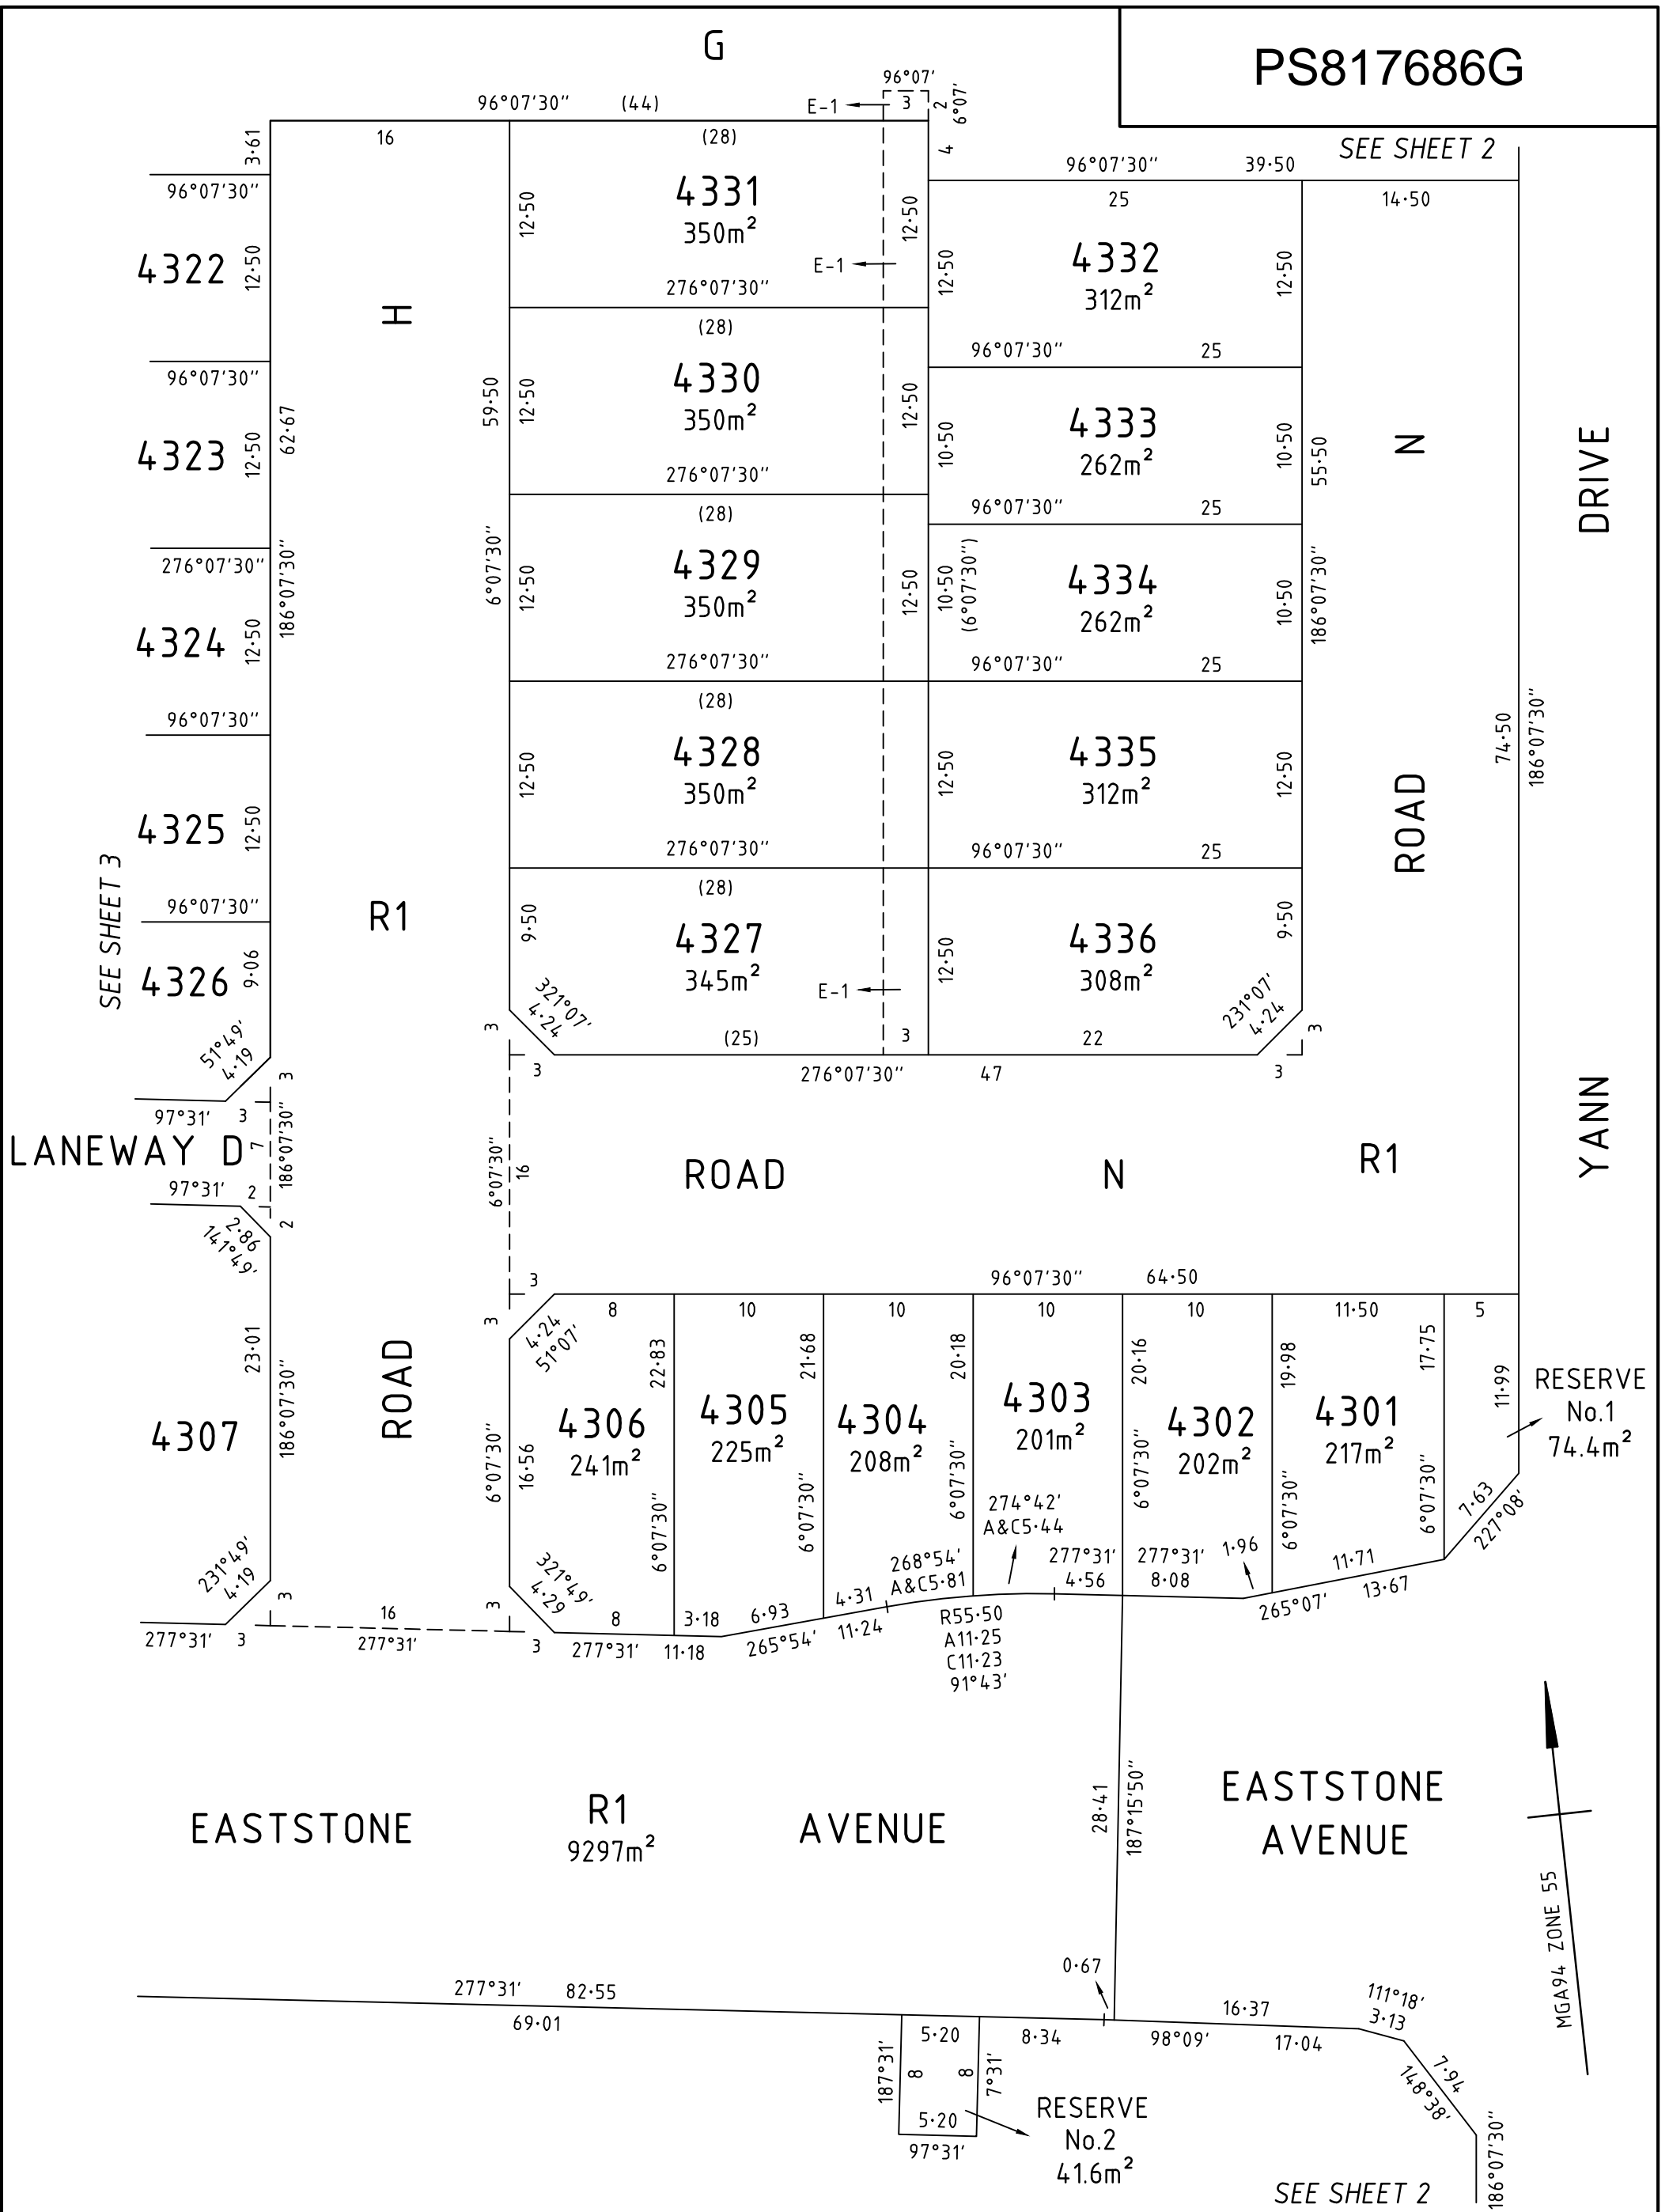 PS817686G
G
96°07'
96°07'30" (44) E-1 3 2 6°07'
SEE SHEET 2
3·61 16 (28) 4 96°07'30" 39·50
96°07'30" 25 14·50
4331
350m²
12·50 12·50
E-1
276°07'30"
4332
312m²
12·50 12·50
96°07'30" 25
4322 12·50
H
96°07'30"
(28)
4330
350m²
12·50 12·50
276°07'30"
4333
262m²
10·50 10·50
96°07'30" 25
4323 12·50
62·67
59·50
55·50
N
DRIVE
276°07'30"
186°07'30"
6°07'30"
(28)
4329
350m²
12·50 12·50
276°07'30"
4334
262m²
10·50 (6°07'30") 10·50
186°07'30"
96°07'30" 25
4324 12·50
96°07'30"
(28)
4328
350m²
12·50
276°07'30"
4335
312m²
12·50 12·50
96°07'30" 25
74·50
186°07'30"
ROAD
4325 12·50
SEE SHEET 3
96°07'30"
R1
(28)
4327
345m²
9·50
E-1
4336
308m²
12·50 9·50
4326 9·06
51°49'
4·19
3
321°07'
4·24
3
(25) 3 22
231°07'
4·24
3
3
276°07'30" 47
3
97°31' 3
LANEWAY D
7
186°07'30"
97°31' 2
2
2·86
141°49'
6°07'30"
16
ROAD N R1
YANN
96°07'30" 64·50
3
3
4·24
51°07'
8 10 10 10 10 11·50 5
23·01
186°07'30"
4307
ROAD
6°07'30"
16·56
4306
241m²
22·83
6°07'30"
4305
225m²
21·68
6°07'30"
4304
208m²
20·18
6°07'30"
4303
201m²
20·16
6°07'30"
4302
202m²
19·98
6°07'30"
4301
217m²
17·75
6°07'30"
11·99
RESERVE
No.1
74.4m²
7·63
227°08'
231°49'
4·19
3
277°31' 3
16
277°31'
3
321°49'
4·29
3
8
277°31' 11·18
3·18 6·93
265°54'
4·31
11·24
268°54'
A&C5·81
274°42'
A&C5·44
R55·50
A11·25
C11·23
91°43'
277°31'
4·56
277°31'
8·08
1·96
11·71
265°07' 13·67
28·41
187°15'50"
EASTSTONE
R1
9297m²
AVENUE
EASTSTONE
AVENUE
MGA94 ZONE 55
277°31' 82·55
69·01
0·67
16·37
111°18'
3·13
5·20
8·34
98°09' 17·04
187°31'
8
8
7°31'
5·20
97°31'
7·94
148°38'
RESERVE
No.2
41.6m²
186°07'30"
SEE SHEET 2